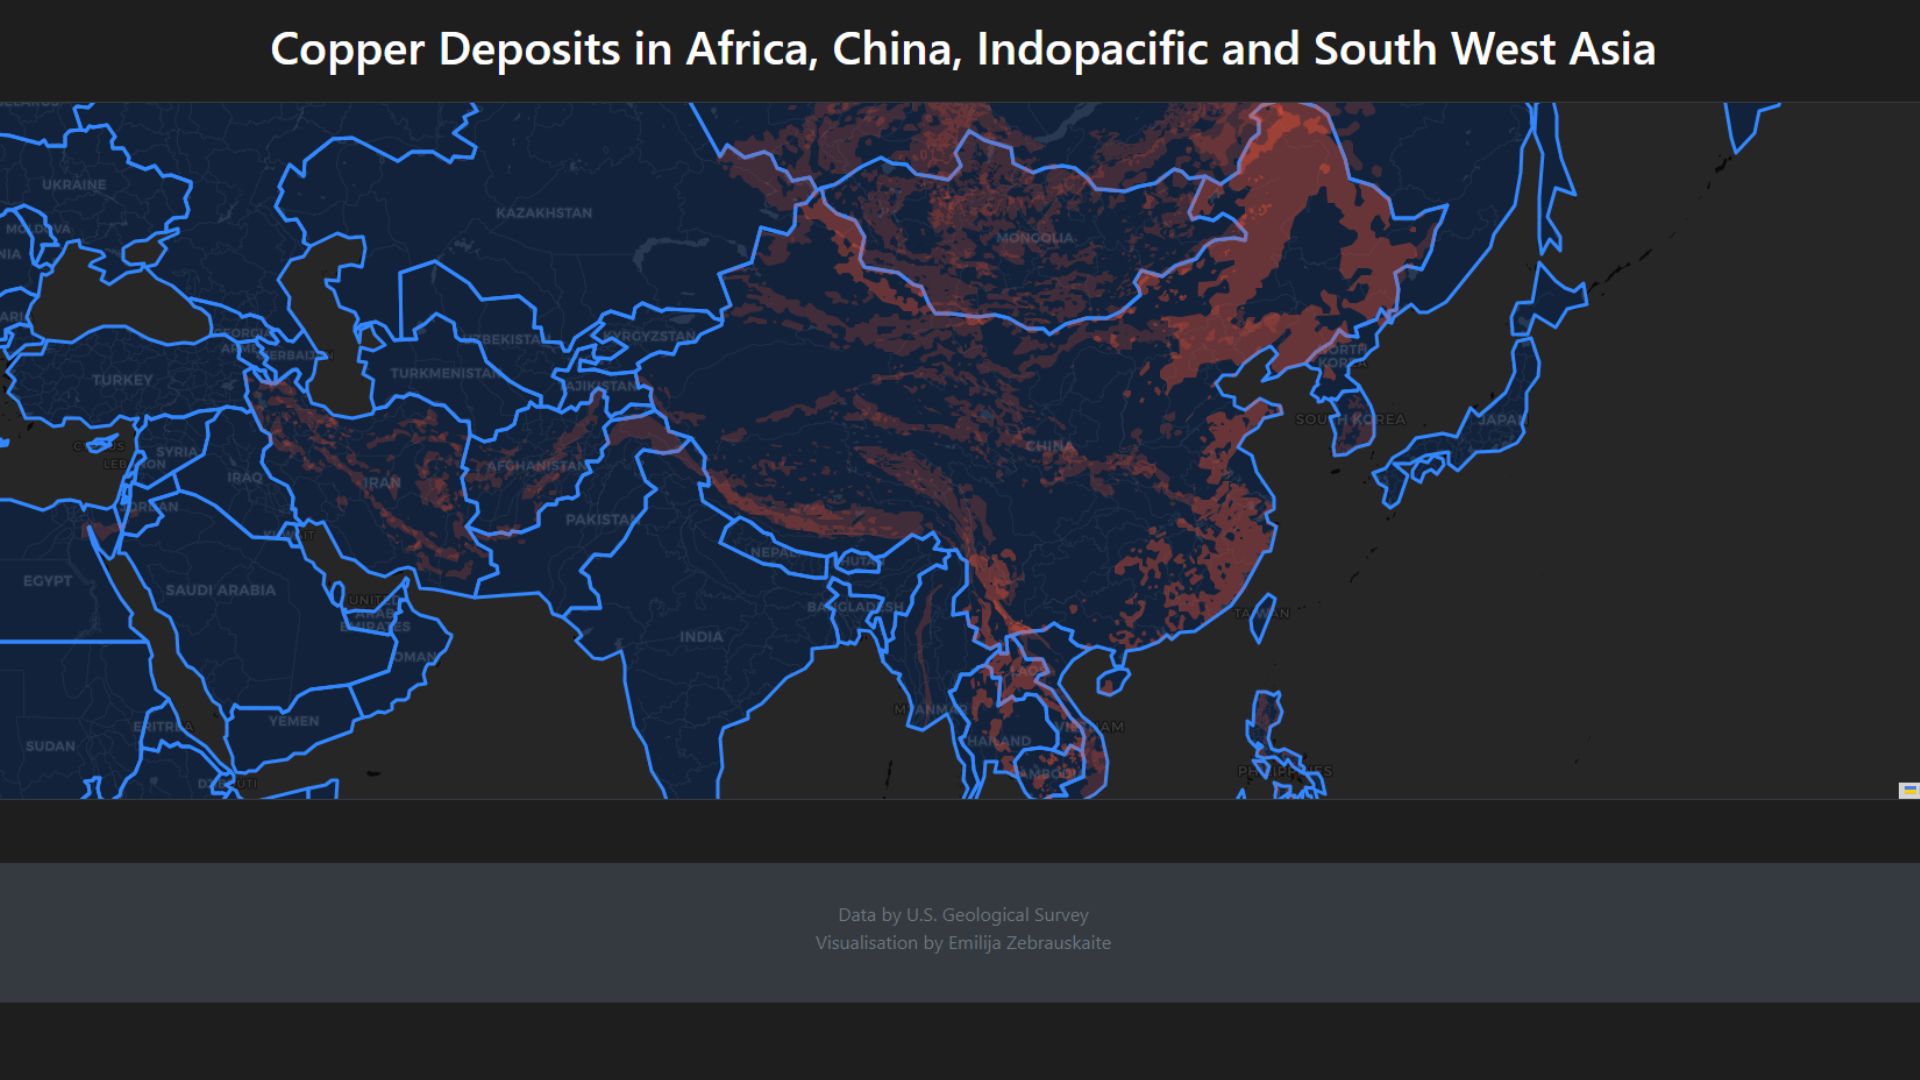 Copper Deposits in Africa, China, Indopacific and South West Asia
UKRAINE
MOLDOVA
KAZAKHSTAN
MONGOLIA
GEORGIA
UZBEKISTAN
KYRGYZSTAN
NORTH
KOREA
TURKEY
TURKMENISTAN
TAJIKISTAN
SOUTH KOREA
JAPAN
CHINA
SYRIA
IRAQ
IRAN
AFGHANISTAN
JORDAN
KUWAIT
PAKISTAN
NEPAL
BHUTAN
EGYPT
SAUDI ARABIA
UNITED
ARAB
EMIRATES
BANGLADESH
TAIWAN
INDIA
OMAN
LAOS
MYANMAR
ERITREA
YEMEN
VIETNAM
THAILAND
SUDAN
CAMBODIA
PHILIPPINES
DJIBOUTI
Data by U.S. Geological Survey
Visualisation by Emilija Zebrauskaite